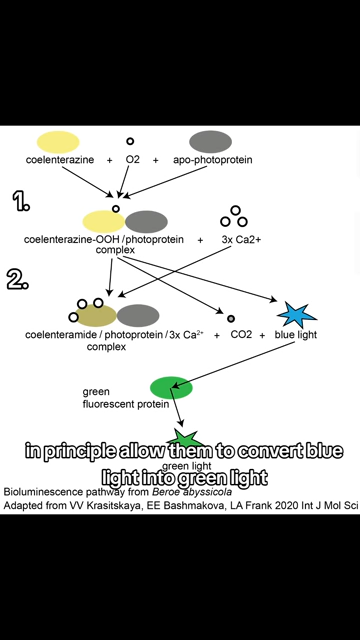 coelenterazine + O2 + apo-photoprotein
1.
coelenterazine-OOH / photoprotein + 3x Ca2+
complex
2.
coelenteramide / photoprotein / 3x Ca²⁺ + CO2 + blue light
complex
green
fluorescent protein
in principle allow them to convert blue
green light
light into green light
Bioluminescence pathway from Beroe abyssicola
Adapted from VV Krasitskaya, EE Bashmakova, LA Frank 2020 Int J Mol Sci